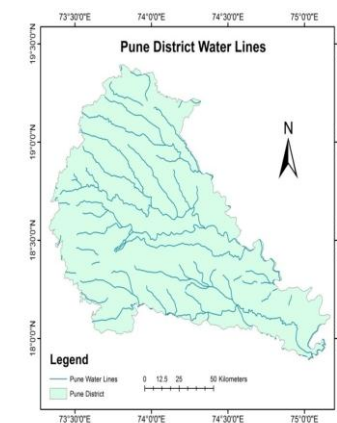 73°30'0"E 74°0'0"E 74°30'0"E 75°0'0"E
Pune District Water Lines
19°30'0"N
19°0'0"N
18°30'0"N
18°0'0"N
N
Legend
Pune Water Lines
Pune District
0 12.5 25 50 Kilometers
73°30'0"E 74°0'0"E 74°30'0"E 75°0'0"E